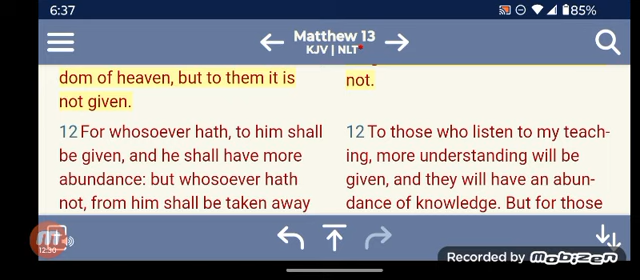 6:37
85%
Matthew 13
KJV | NLT
dom of heaven, but to them it is
not given.
12 For whosoever hath, to him shall
be given, and he shall have more
abundance: but whosoever hath
not, from him shall be taken away
not.
12 To those who listen to my teach-
ing, more understanding will be
given, and they will have an abun-
dance of knowledge. But for those
12:30
Recorded by mobizen